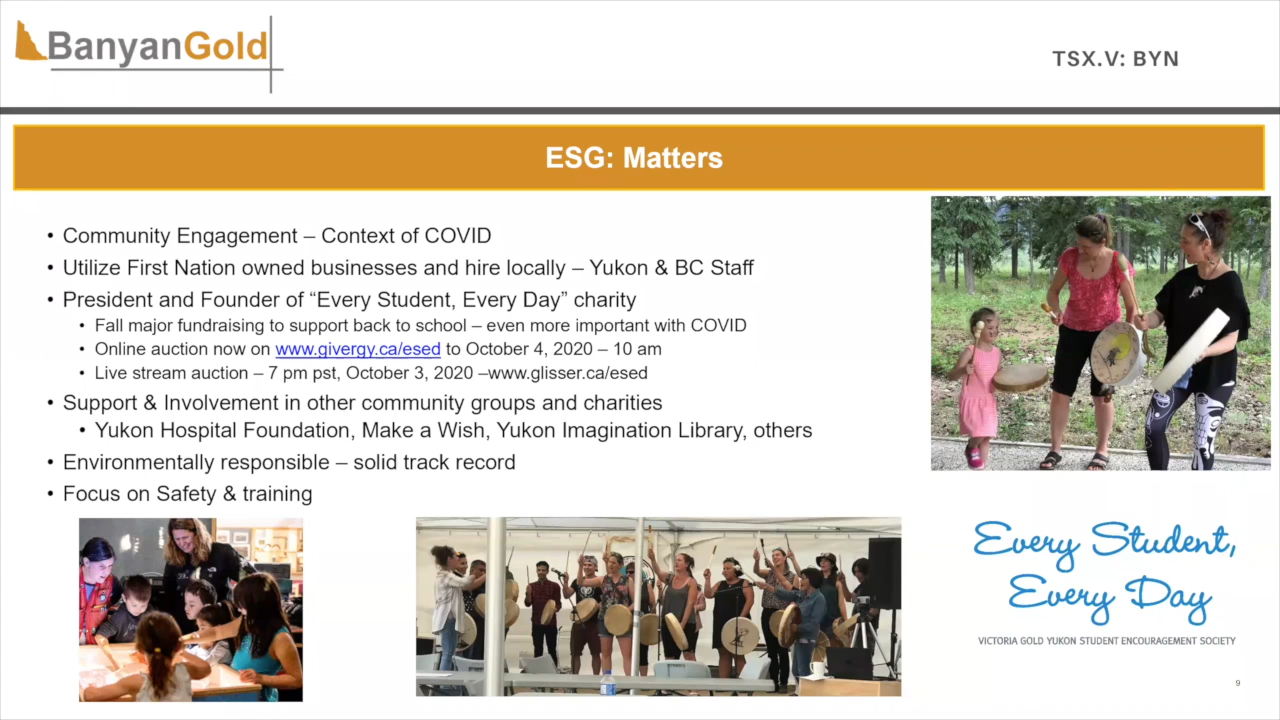 BanyanGold
TSX.V: BYN
ESG: Matters
• Community Engagement – Context of COVID
• Utilize First Nation owned businesses and hire locally – Yukon & BC Staff
• President and Founder of “Every Student, Every Day” charity
• Fall major fundraising to support back to school – even more important with COVID
• Online auction now on www.givergy.ca/esed to October 4, 2020 – 10 am
• Live stream auction – 7 pm pst, October 3, 2020 –www.glisser.ca/esed
• Support & Involvement in other community groups and charities
• Yukon Hospital Foundation, Make a Wish, Yukon Imagination Library, others
• Environmentally responsible – solid track record
• Focus on Safety & training
Every Student,
Every Day
VICTORIA GOLD YUKON STUDENT ENCOURAGEMENT SOCIETY
9